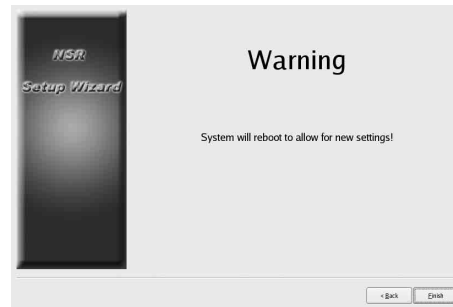 NSR
Setup Wizard
Warning
System will reboot to allow for new settings!
< Back
Finish